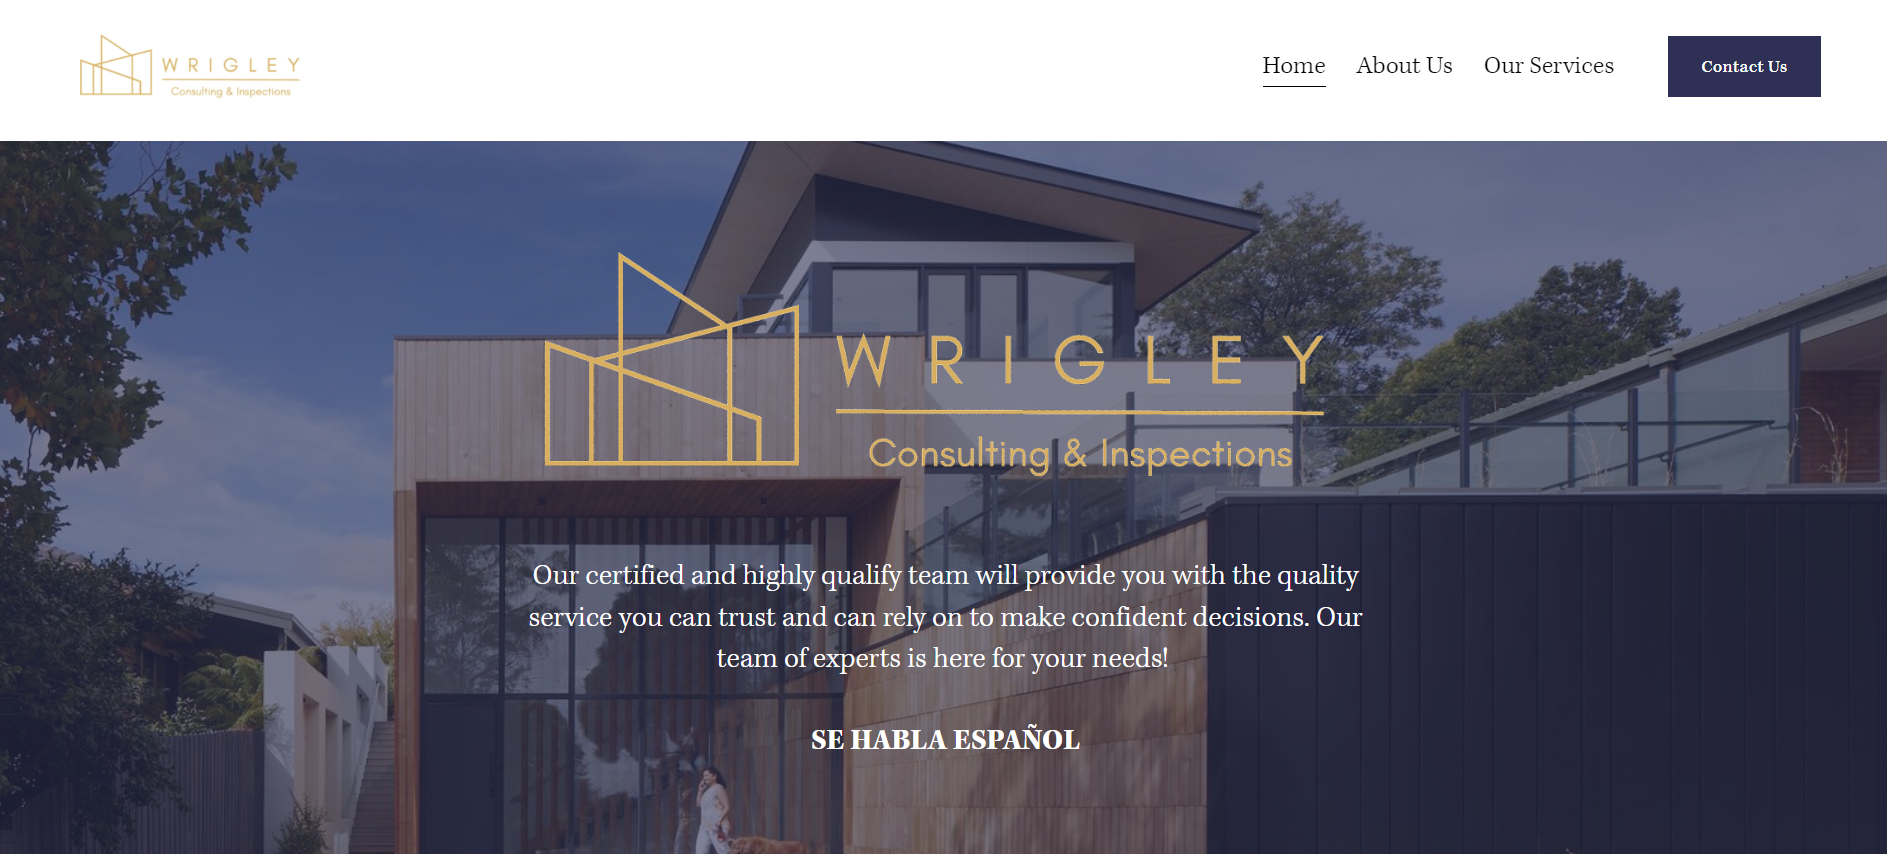 WRIGLEY
Consulting & Inspections
Home
About Us
Our Services
Contact Us
WRIGLEY
Consulting & Inspections
Our certified and highly qualify team will provide you with the quality
service you can trust and can rely on to make confident decisions. Our
team of experts is here for your needs!
SE HABLA ESPAÑOL